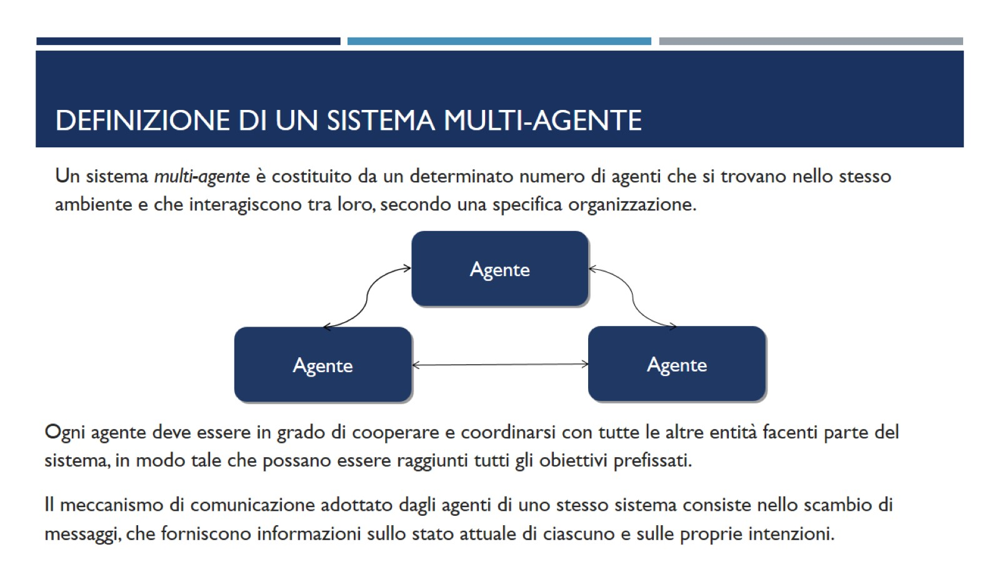 DEFINIZIONE DI UN SISTEMA MULTI-AGENTE
Un sistema multi-agente è costituito da un determinato numero di agenti che si trovano nello stesso
ambiente e che interagiscono tra loro, secondo una specifica organizzazione.
Agente
Agente
Agente
Ogni agente deve essere in grado di cooperare e coordinarsi con tutte le altre entità facenti parte del
sistema, in modo tale che possano essere raggiunti tutti gli obiettivi prefissati.
Il meccanismo di comunicazione adottato dagli agenti di uno stesso sistema consiste nello scambio di
messaggi, che forniscono informazioni sullo stato attuale di ciascuno e sulle proprie intenzioni.